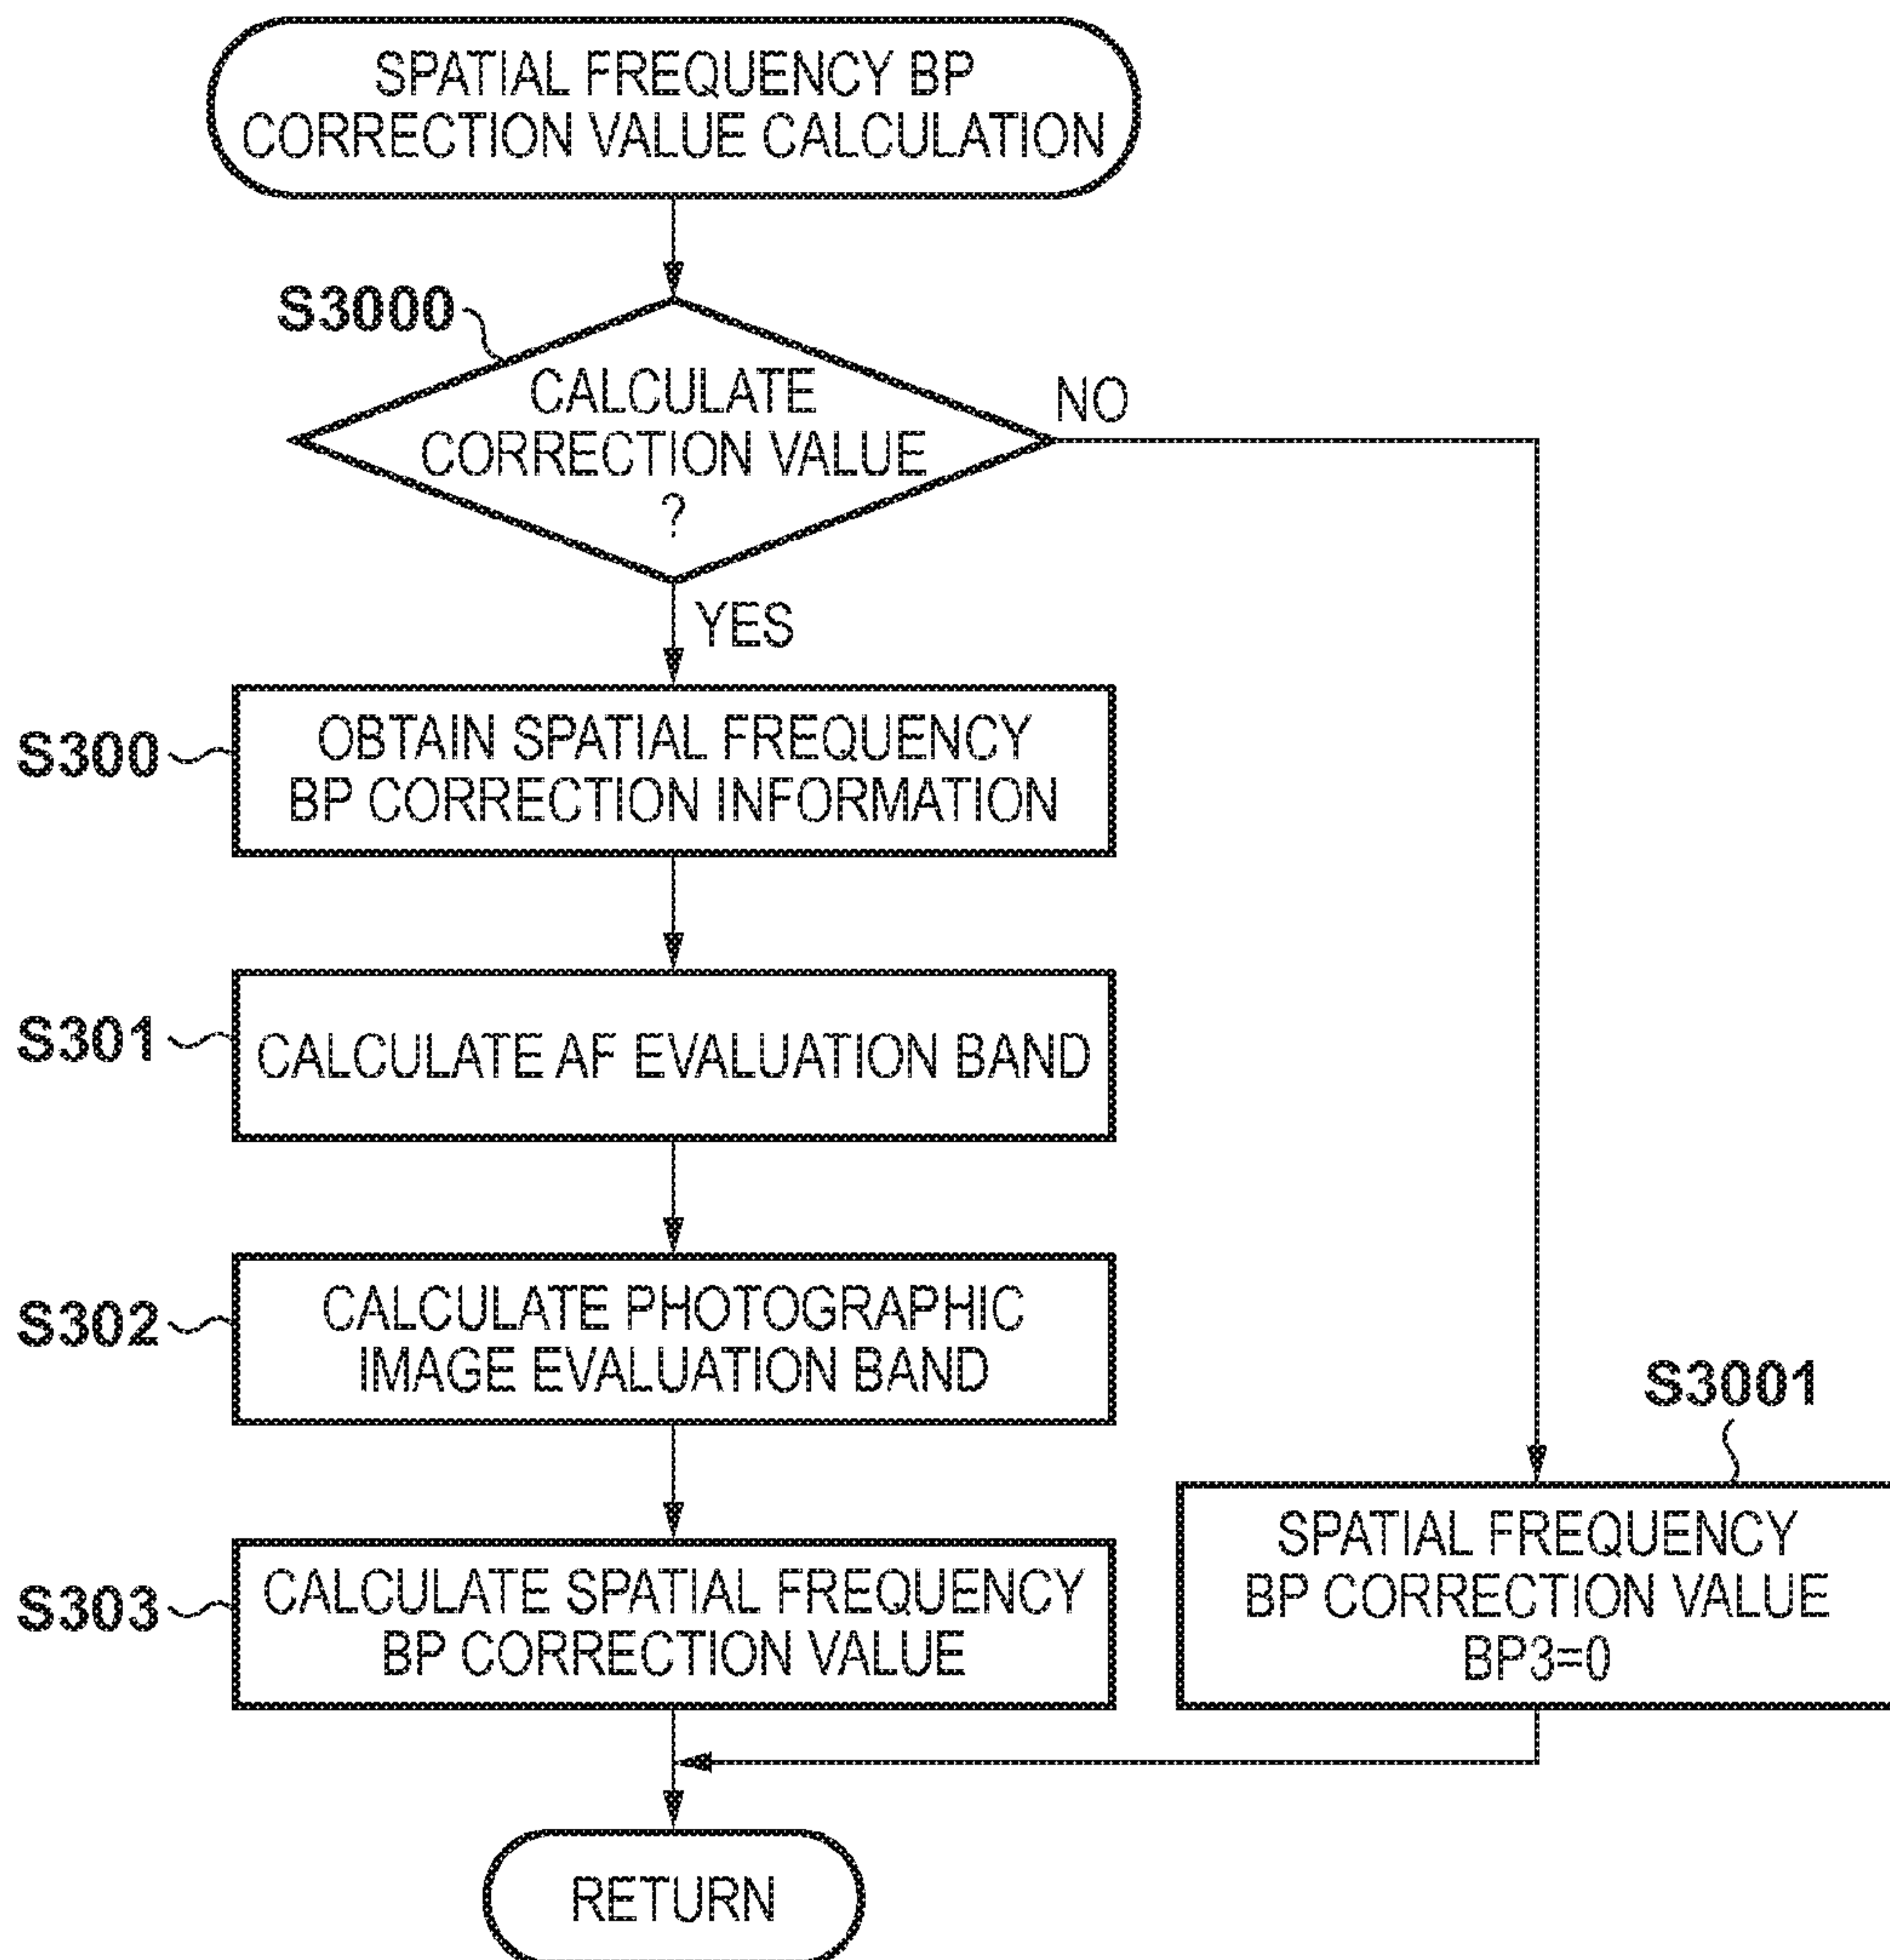 SPATIAL FREQUENCY BP
CORRECTION VALUE CALCULATION
S3000
CALCULATE
CORRECTION VALUE
?
NO
YES
S300
OBTAIN SPATIAL FREQUENCY
BP CORRECTION INFORMATION
S301
CALCULATE AF EVALUATION BAND
S302
CALCULATE PHOTOGRAPHIC
IMAGE EVALUATION BAND
S3001
SPATIAL FREQUENCY
BP CORRECTION VALUE
BP3=0
S303
CALCULATE SPATIAL FREQUENCY
BP CORRECTION VALUE
RETURN